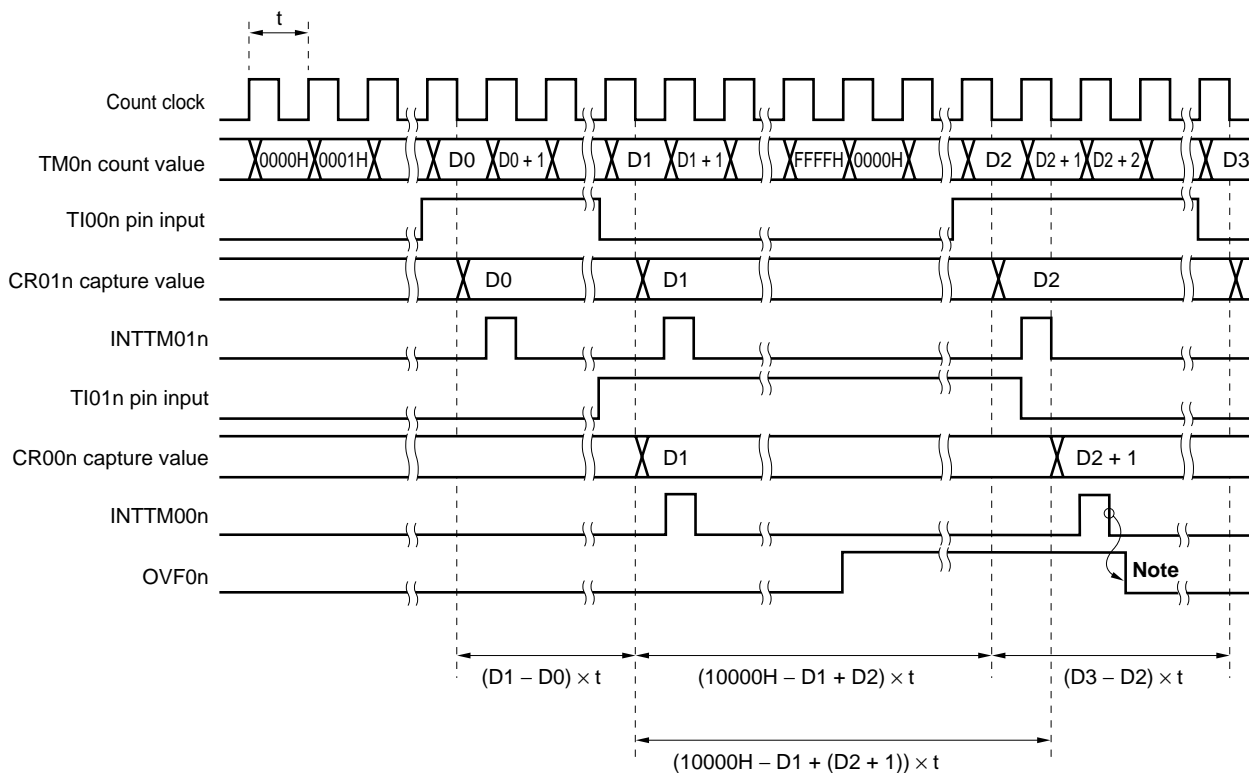 t
Count clock
TM0n count value 0000H 0001H D0 D0 + 1 D1 D1 + 1 FFFFH 0000H D2 D2 + 1 D2 + 2 D3
TI00n pin input
CR01n capture value D0 D1 D2
INTTM01n
TI01n pin input
CR00n capture value D1 D2 + 1
INTTM00n
OVF0n Note
(D1 − D0) × t (10000H − D1 + D2) × t (D3 − D2) × t
(10000H − D1 + (D2 + 1)) × t